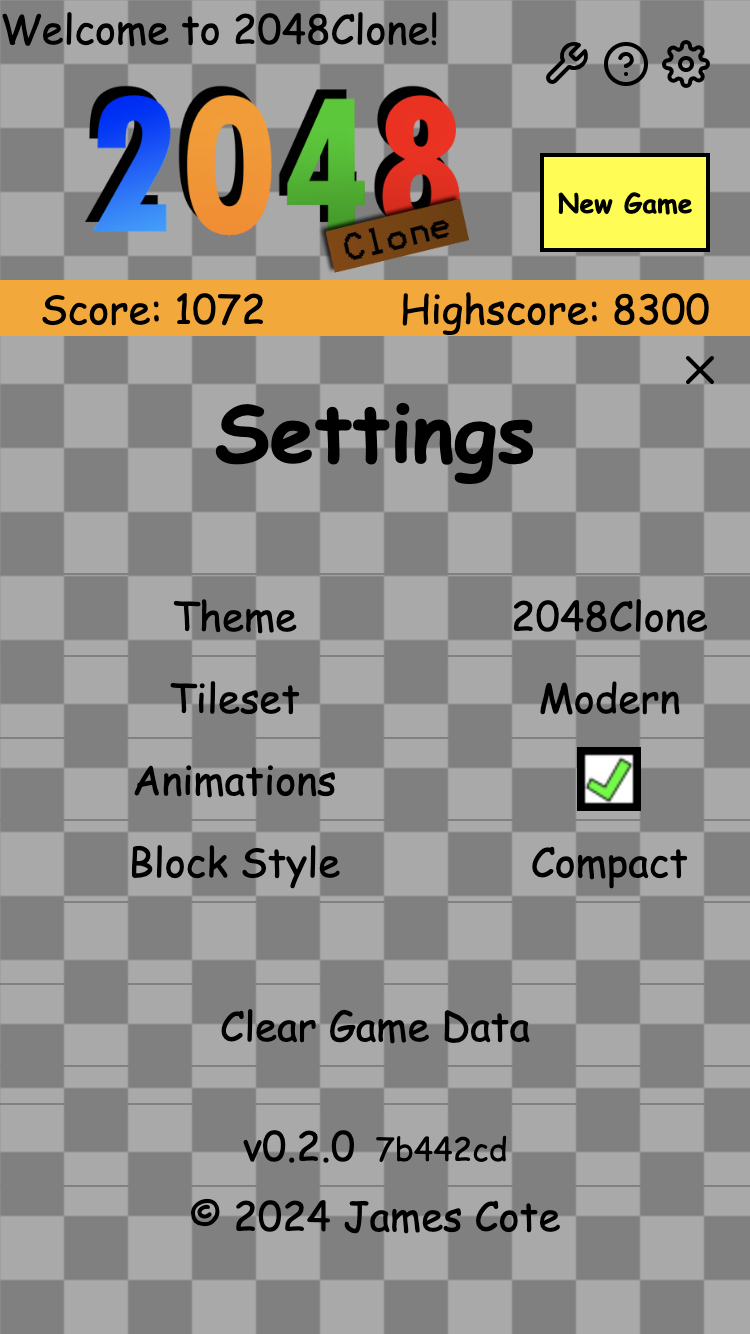 Welcome to 2048Clone!
2048
Clone
New Game
Score: 1072 Highscore: 8300
Settings
Theme 2048Clone
Tileset Modern
Animations
Block Style Compact
Clear Game Data
v0.2.0 7b442cd
© 2024 James Cote